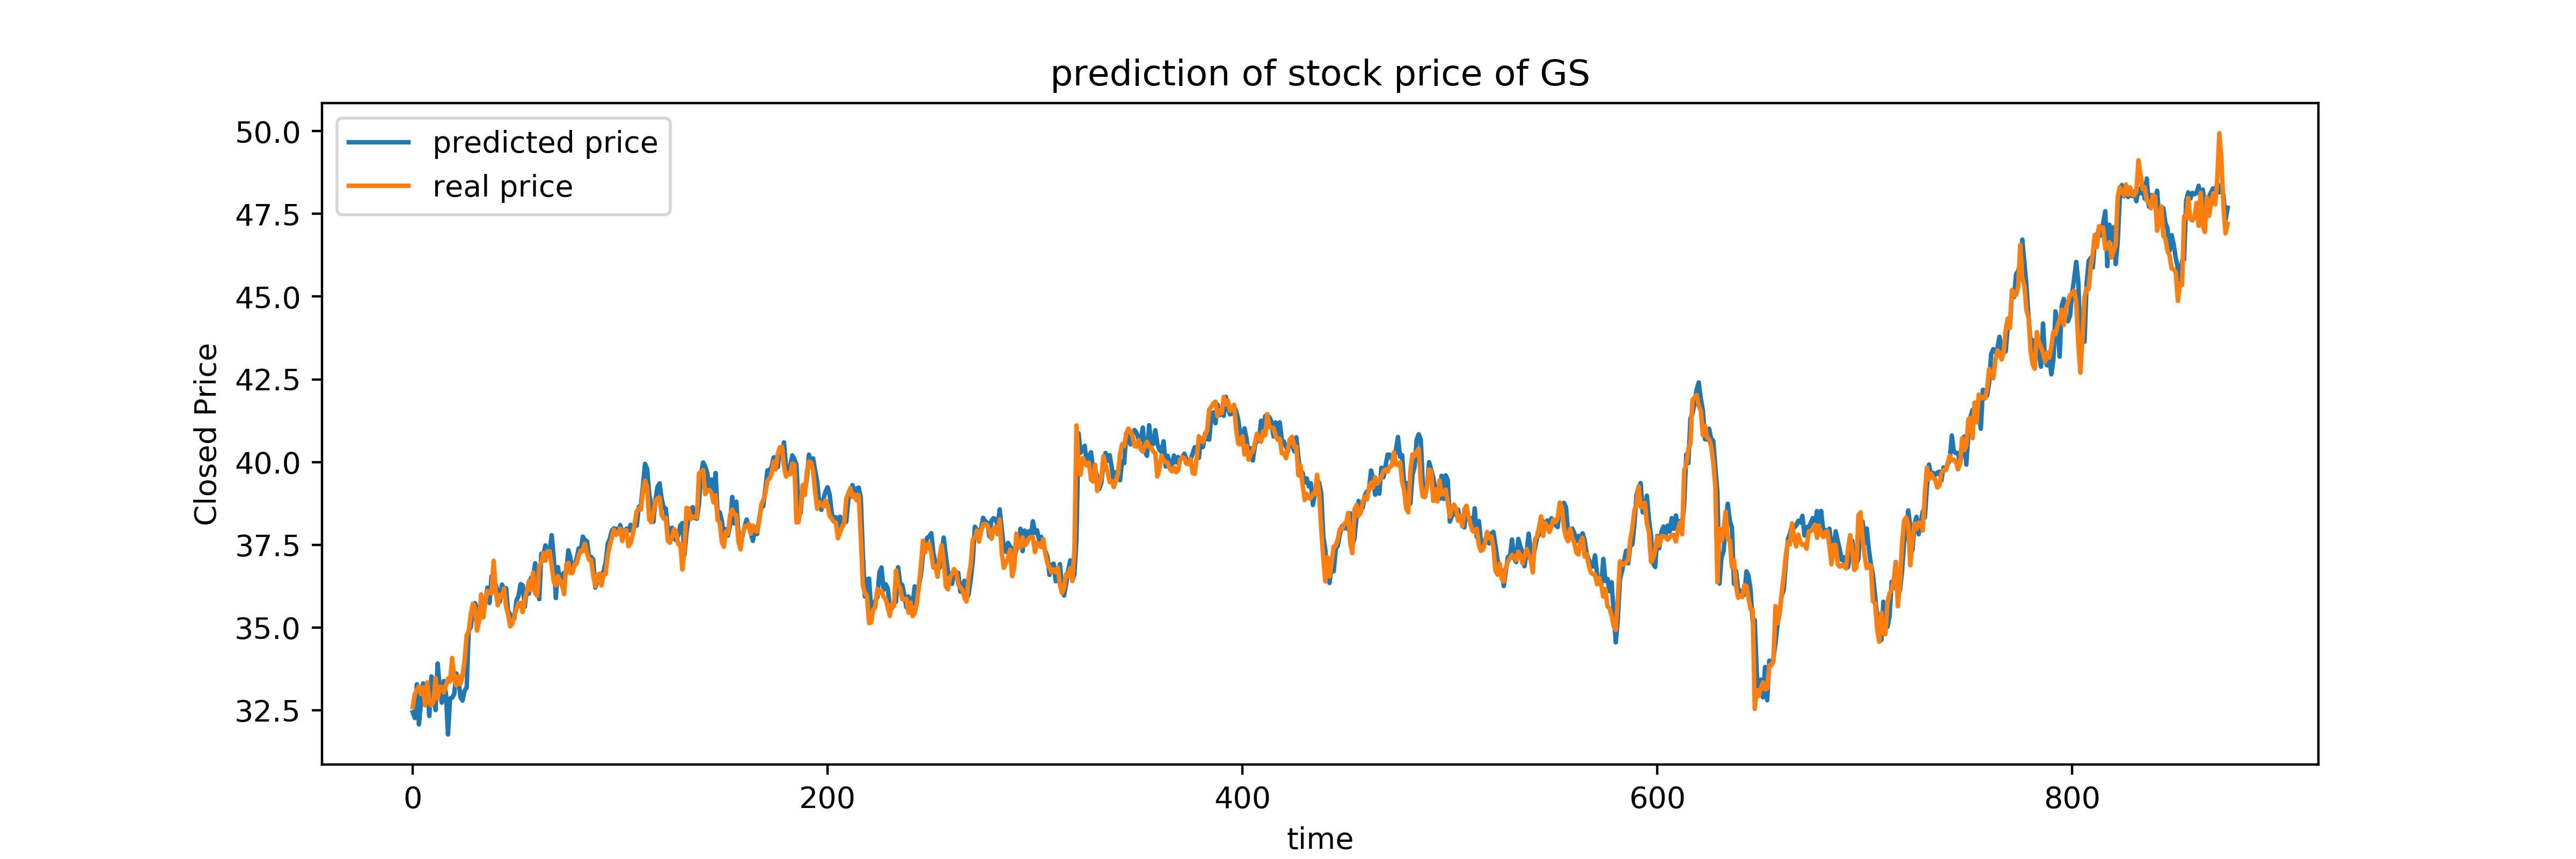 prediction of stock price of GS
predicted price
real price
Closed Price
50.0
47.5
45.0
42.5
40.0
37.5
35.0
32.5
0 200 400 600 800
time